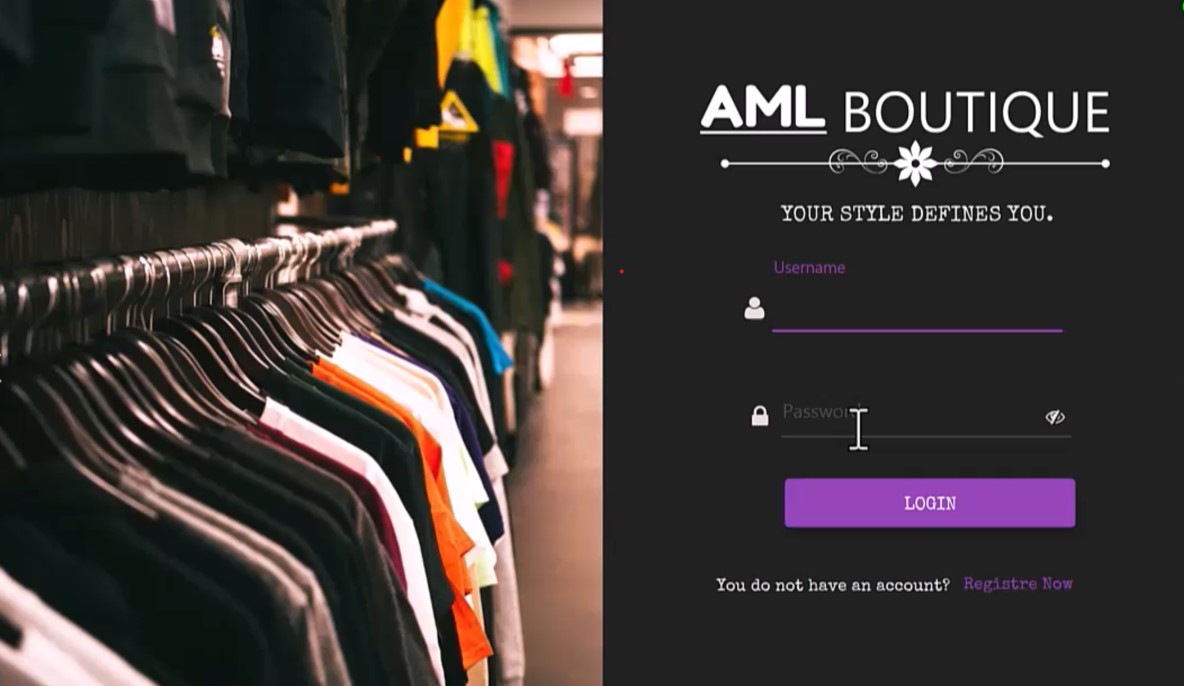 AML BOUTIQUE
YOUR STYLE DEFINES YOU.
Username
Password
LOGIN
You do not have an account? Registre Now